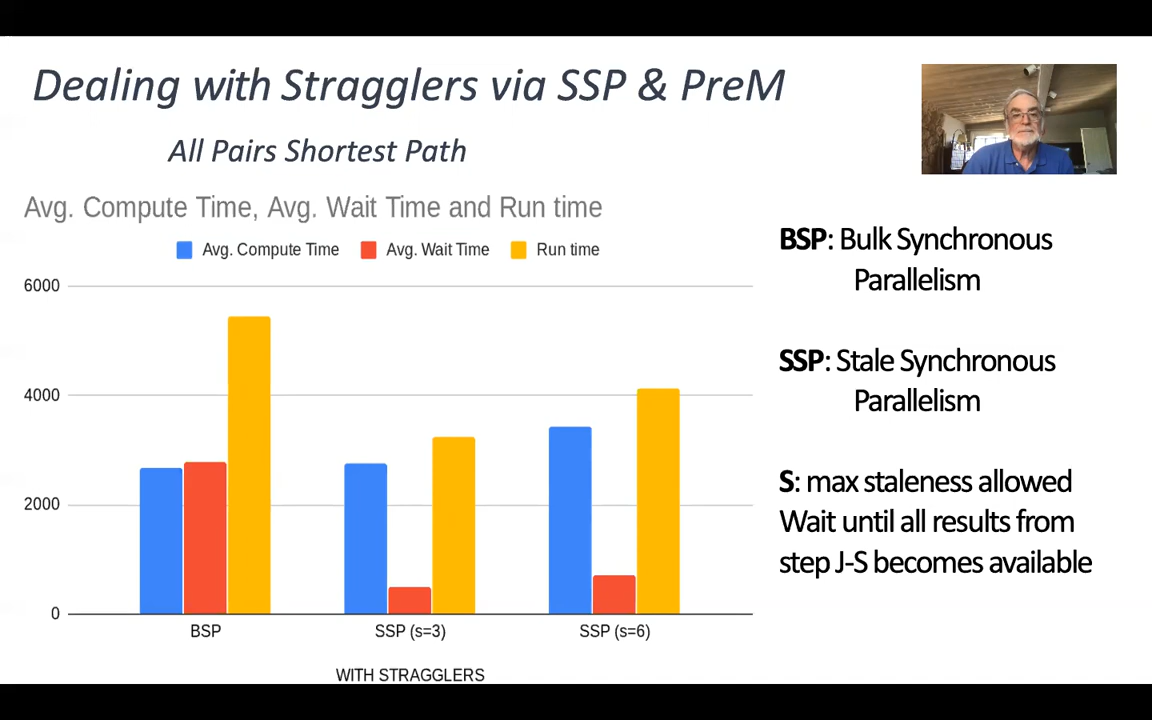 Dealing with Stragglers via SSP & PreM
All Pairs Shortest Path
Avg. Compute Time, Avg. Wait Time and Run time
Avg. Compute Time Avg. Wait Time Run time
6000
4000
2000
0
BSP SSP (s=3) SSP (s=6)
WITH STRAGGLERS
BSP: Bulk Synchronous
Parallelism
SSP: Stale Synchronous
Parallelism
S: max staleness allowed
Wait until all results from
step J-S becomes available